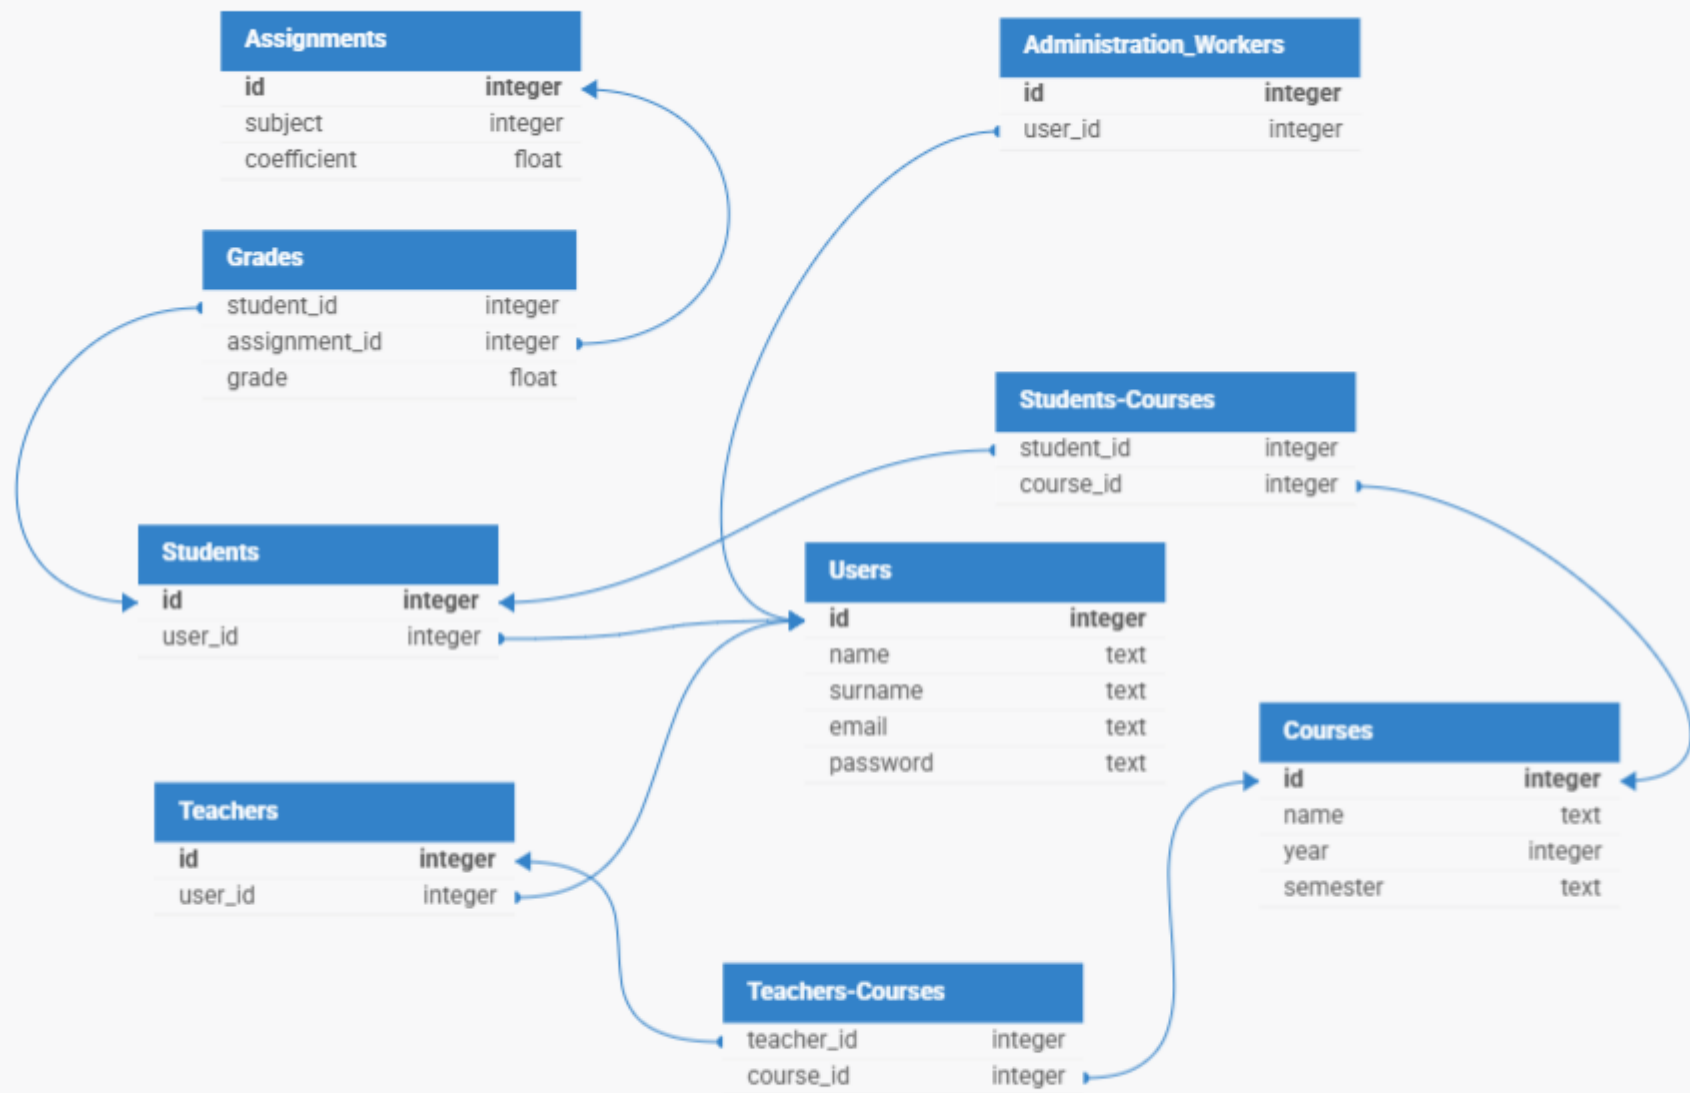 Assignments
id integer
subject integer
coefficient float
Administration_Workers
id integer
user_id integer
Grades
student_id integer
assignment_id integer
grade float
Students-Courses
student_id integer
course_id integer
Students
id integer
user_id integer
Users
id integer
name text
surname text
email text
password text
Courses
id integer
name text
year integer
semester text
Teachers
id integer
user_id integer
Teachers-Courses
teacher_id integer
course_id integer